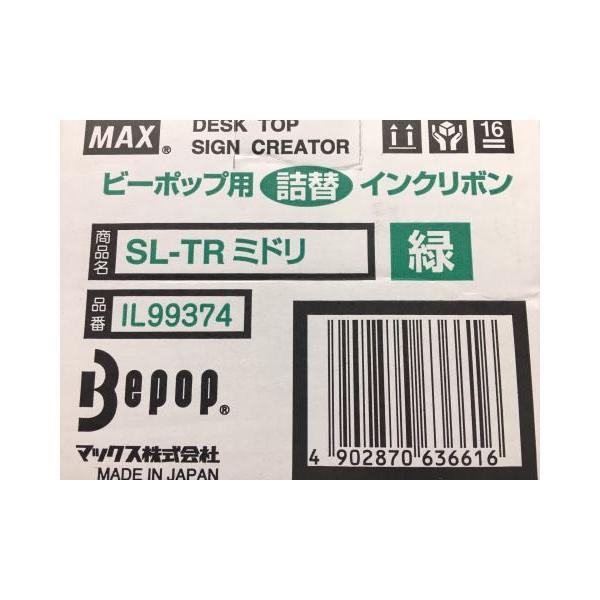 MAX® DESK TOP
SIGN CREATOR
16
ビーポップ用 詰替 インクリボン
商品名 SL-TR ミドリ 緑
品番 IL99374
Bepop®
マックス株式会社
MADE IN JAPAN
4 902870 636616